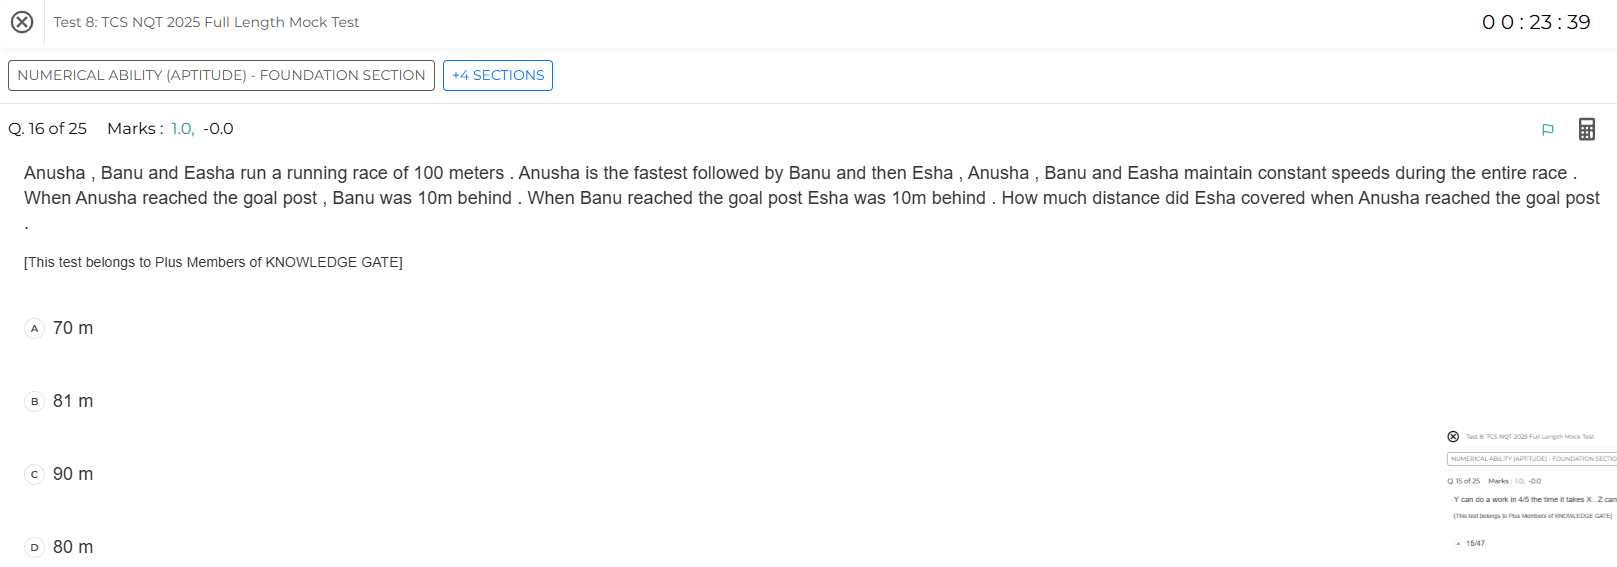 Test 8: TCS NQT 2025 Full Length Mock Test
0 0 : 23 : 39
NUMERICAL ABILITY (APTITUDE) - FOUNDATION SECTION
+4 SECTIONS
Q. 16 of 25 Marks : 1.0, -0.0
Anusha , Banu and Easha run a running race of 100 meters . Anusha is the fastest followed by Banu and then Esha , Anusha , Banu and Easha maintain constant speeds during the entire race .
When Anusha reached the goal post , Banu was 10m behind . When Banu reached the goal post Esha was 10m behind . How much distance did Esha covered when Anusha reached the goal post
.
[This test belongs to Plus Members of KNOWLEDGE GATE]
A 70 m
B 81 m
C 90 m
D 80 m
Test 8: TCS NQT 2025 Full Length Mock Test
NUMERICAL ABILITY (APTITUDE) - FOUNDATION SECTIO
Q. 15 of 25 Marks : 1.0, -0.0
Y can do a work in 4/5 the time it takes X . Z can
[This test belongs to Plus Members of KNOWLEDGE GATE]
A 15/47